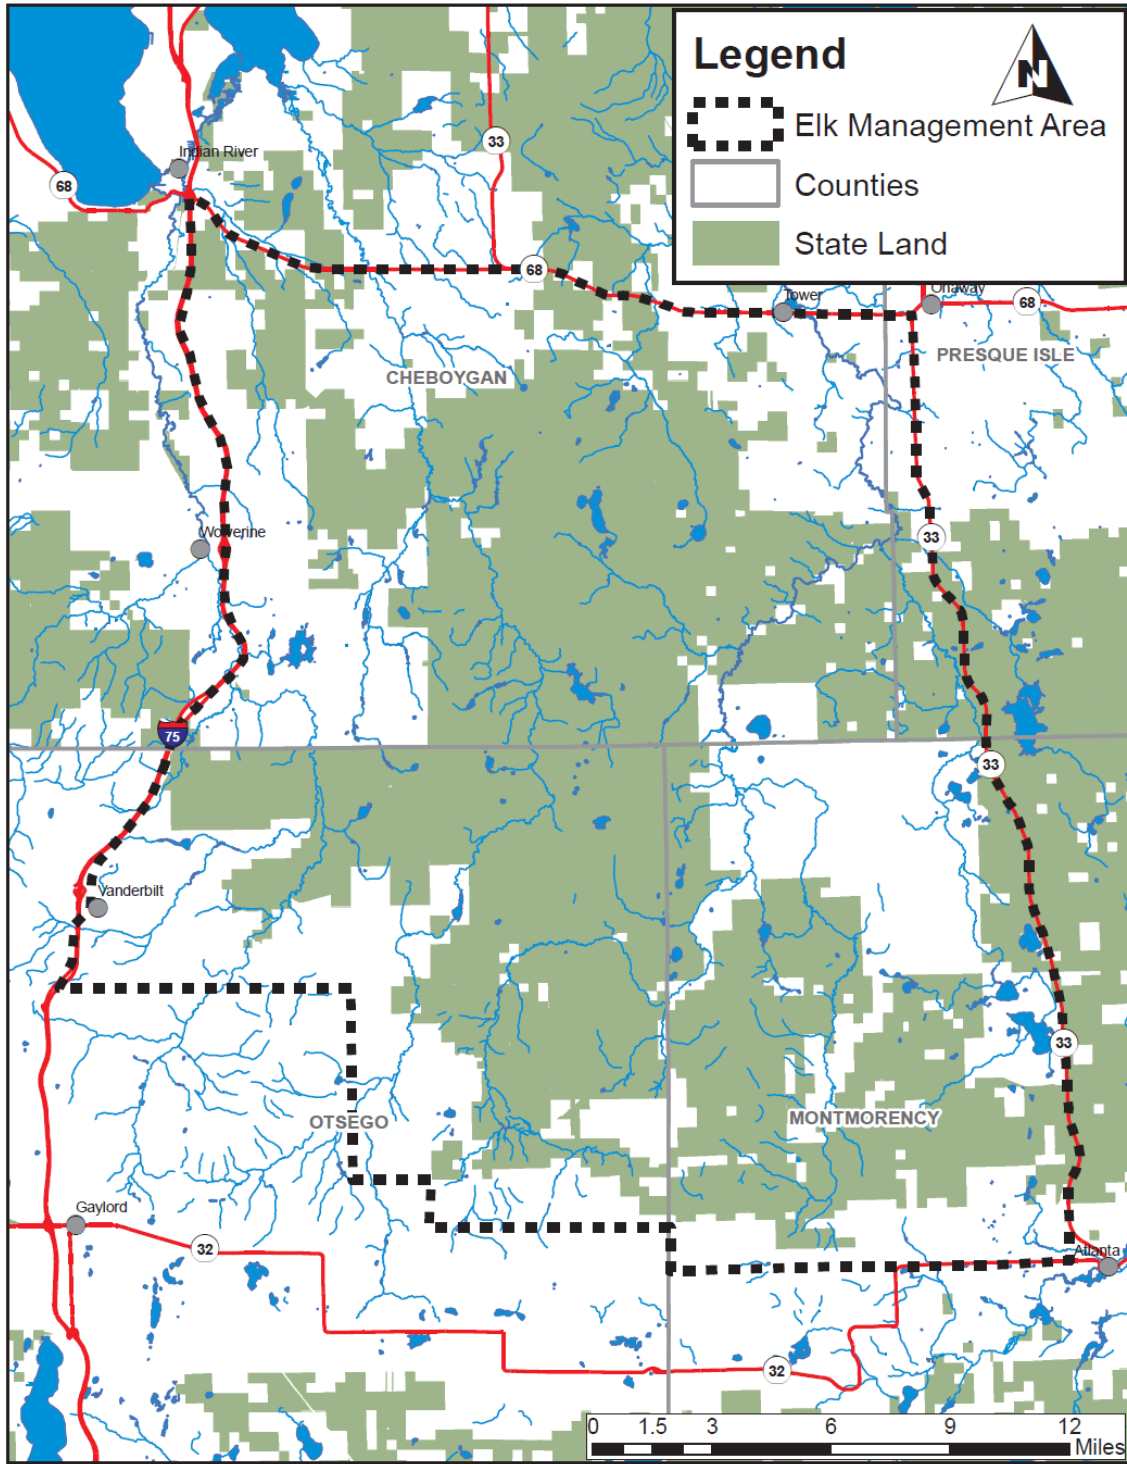 Legend
N
Elk Management Area
Counties
State Land
Indian River
33
68
68
Tower
Onaway
68
PRESQUE ISLE
CHEBOYGAN
Wolverine
33
75
33
Vanderbilt
33
OTSEGO
MONTMORENCY
Gaylord
32
Atlanta
32
0 1.5 3 6 9 12
Miles